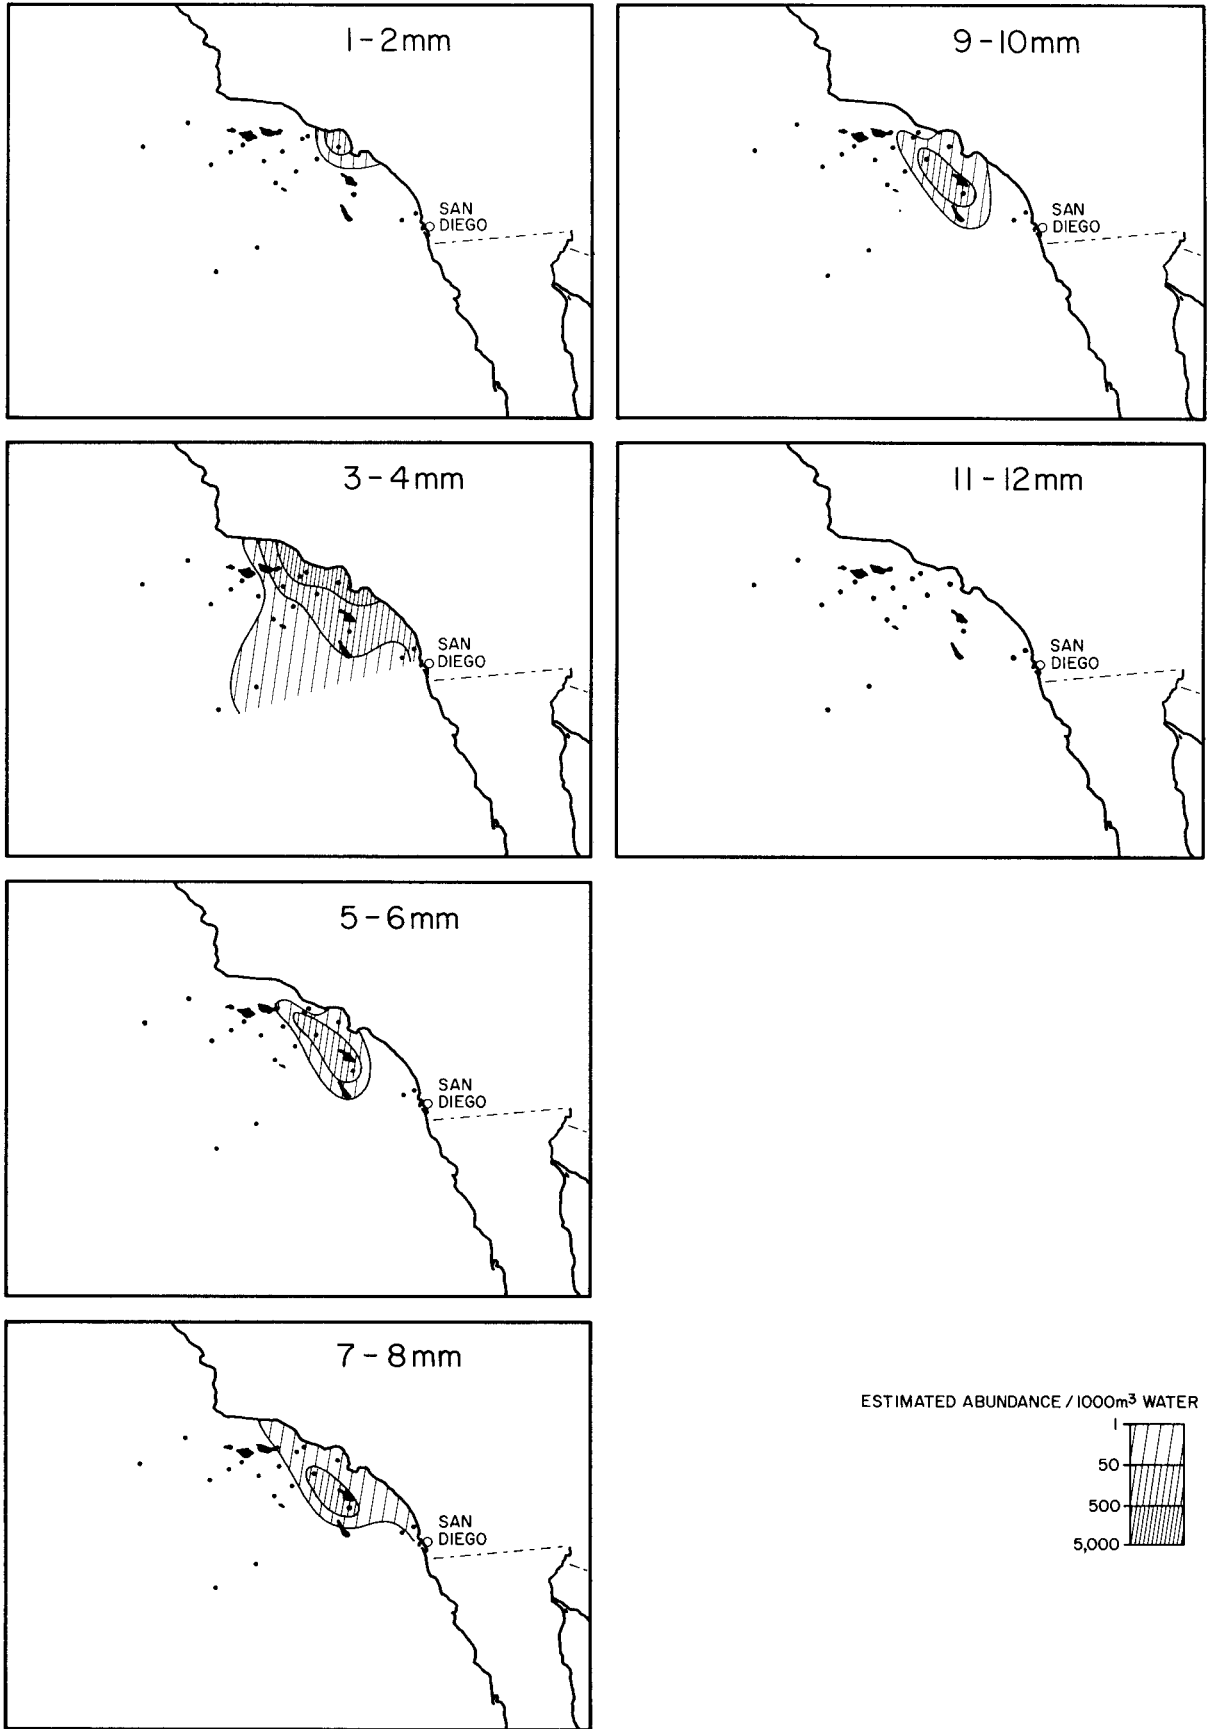 1-2mm
SAN
DIEGO
3-4mm
SAN
DIEGO
5-6mm
SAN
DIEGO
7-8mm
SAN
DIEGO
9-10mm
SAN
DIEGO
11-12mm
SAN
DIEGO
ESTIMATED ABUNDANCE / 1000m³ WATER
1
50
500
5,000